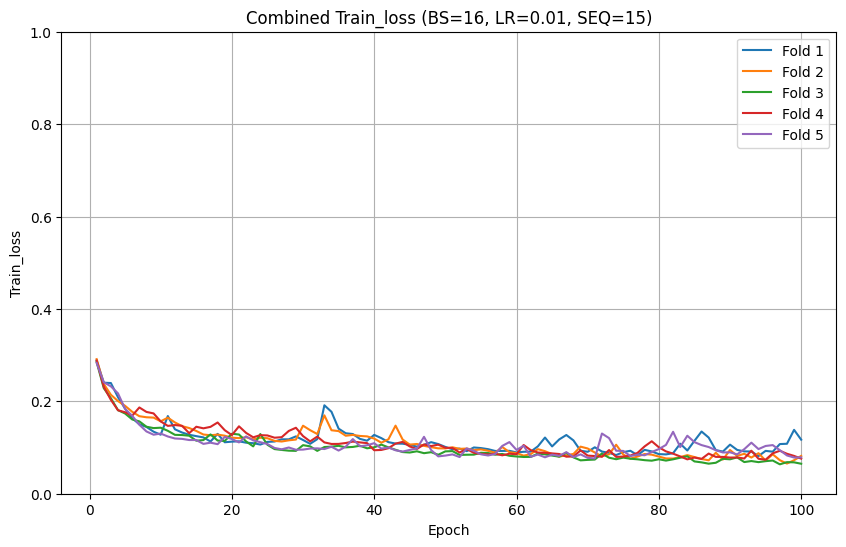 Combined Train_loss (BS=16, LR=0.01, SEQ=15)
Train_loss
1.0
0.8
0.6
0.4
0.2
0.0
Fold 1
Fold 2
Fold 3
Fold 4
Fold 5
0 20 40 60 80 100
Epoch